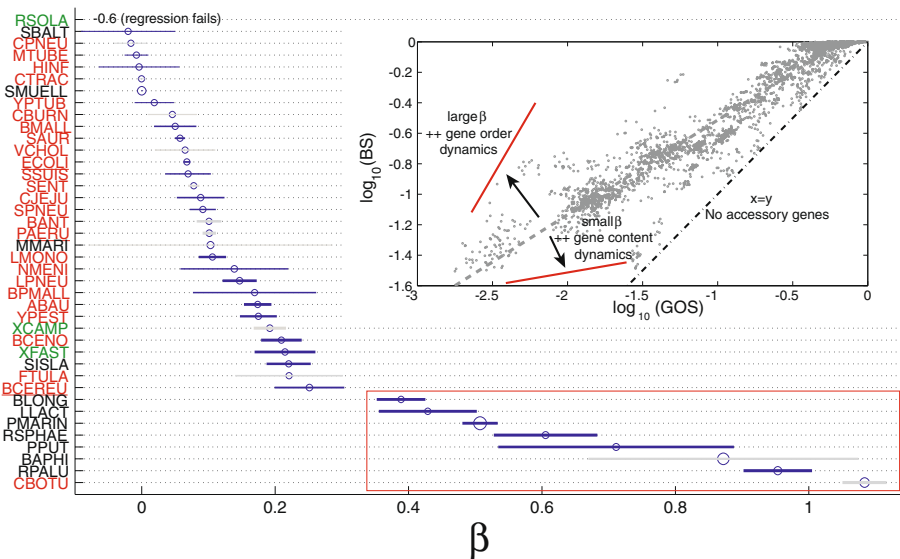 RSOLA
-0.6 (regression fails)
SBALT
CPNEU
MTUBE
HINF
CTRAC
SMUELL
YPTUB
CBURN
BMALL
SAUR
VCHOL
ECOLI
SSUIS
SENT
CJEJU
SPNEU
BANT
PAERU
MMARI
LMONO
NMENI
LPNEU
BPMALL
ABAU
YPEST
XCAMP
BCENO
XFAST
SISLA
FTULA
BCEREU
BLONG
LLACT
PMARIN
RSPHAE
PPUT
BAPHI
RPALU
CBOTU
0 0.2 0.4 0.6 0.8 1
β
0
-0.2
-0.4
-0.6
-0.8
-1
-1.2
-1.4
-1.6
log10(BS)
-3 -2.5 -2 -1.5 -1 -0.5 0
log10 (GOS)
large β
++ gene order
dynamics
small β
++ gene content
dynamics
x=y
No accessory genes